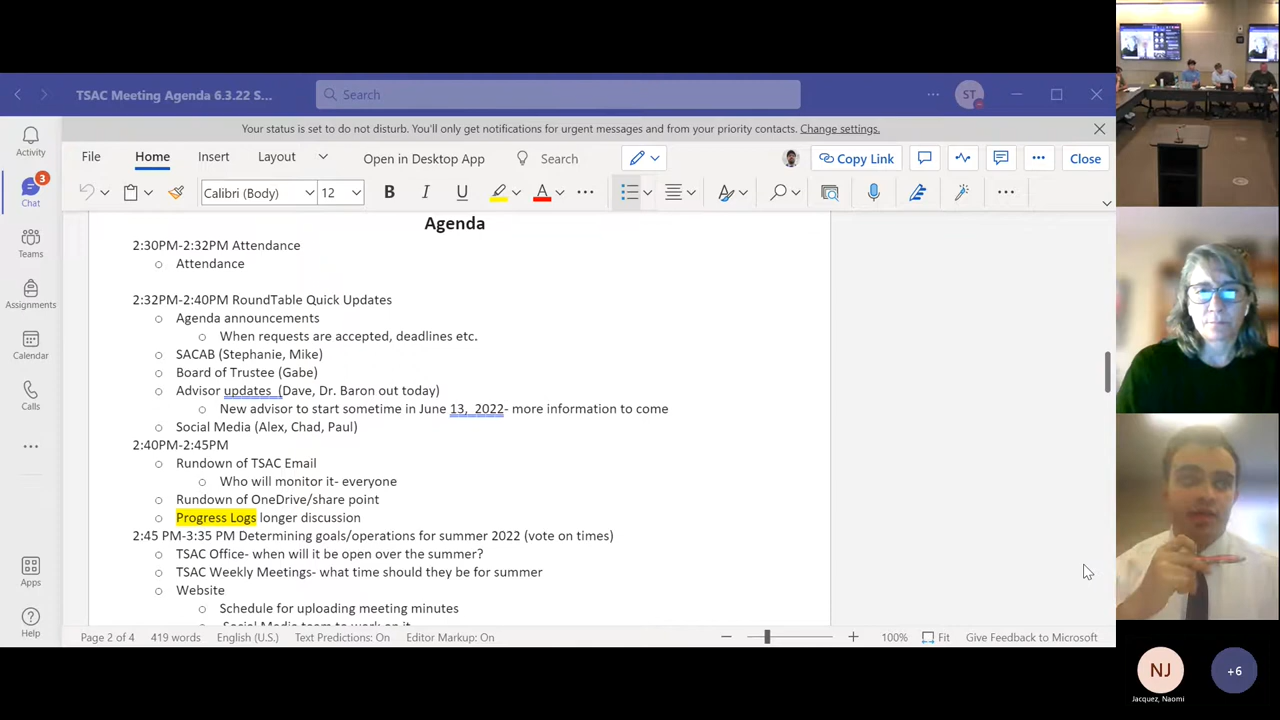 TSAC Meeting Agenda 6.3.22 S...
Search
ST
Your status is set to do not disturb. You'll only get notifications for urgent messages and from your priority contacts. Change settings.
Activity
3
Chat
Teams
Assignments
Calendar
Calls
Apps
Help
File Home Insert Layout Open in Desktop App Search Copy Link Close
Calibri (Body) 12 B I U A
Agenda
2:30PM-2:32PM Attendance
Attendance
2:32PM-2:40PM RoundTable Quick Updates
Agenda announcements
When requests are accepted, deadlines etc.
SACAB (Stephanie, Mike)
Board of Trustee (Gabe)
Advisor updates (Dave, Dr. Baron out today)
New advisor to start sometime in June 13, 2022- more information to come
Social Media (Alex, Chad, Paul)
2:40PM-2:45PM
Rundown of TSAC Email
Who will monitor it- everyone
Rundown of OneDrive/share point
Progress Logs longer discussion
2:45 PM-3:35 PM Determining goals/operations for summer 2022 (vote on times)
TSAC Office- when will it be open over the summer?
TSAC Weekly Meetings- what time should they be for summer
Website
Schedule for uploading meeting minutes
Social Media team to work on it
Page 2 of 4 419 words English (U.S.) Text Predictions: On Editor Markup: On 100% Fit Give Feedback to Microsoft
NJ
+6
Jacquez, Naomi